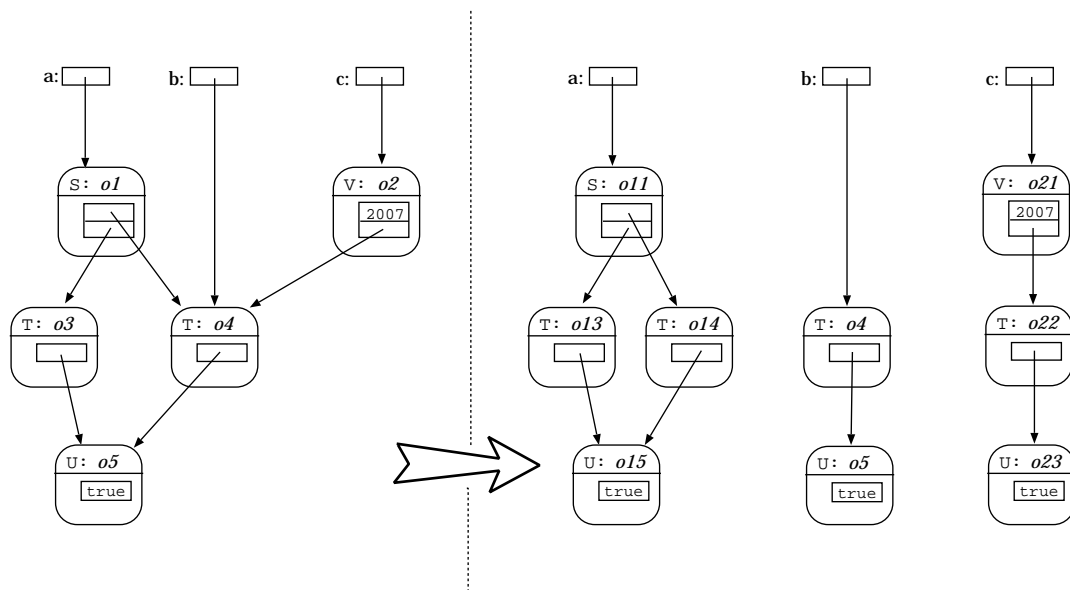 a:
b:
c:
S: o1
V: o2
2007
T: o3
T: o4
U: o5
true
a:
b:
c:
S: o11
V: o21
2007
T: o13
T: o14
T: o4
T: o22
U: o15
true
U: o5
true
U: o23
true